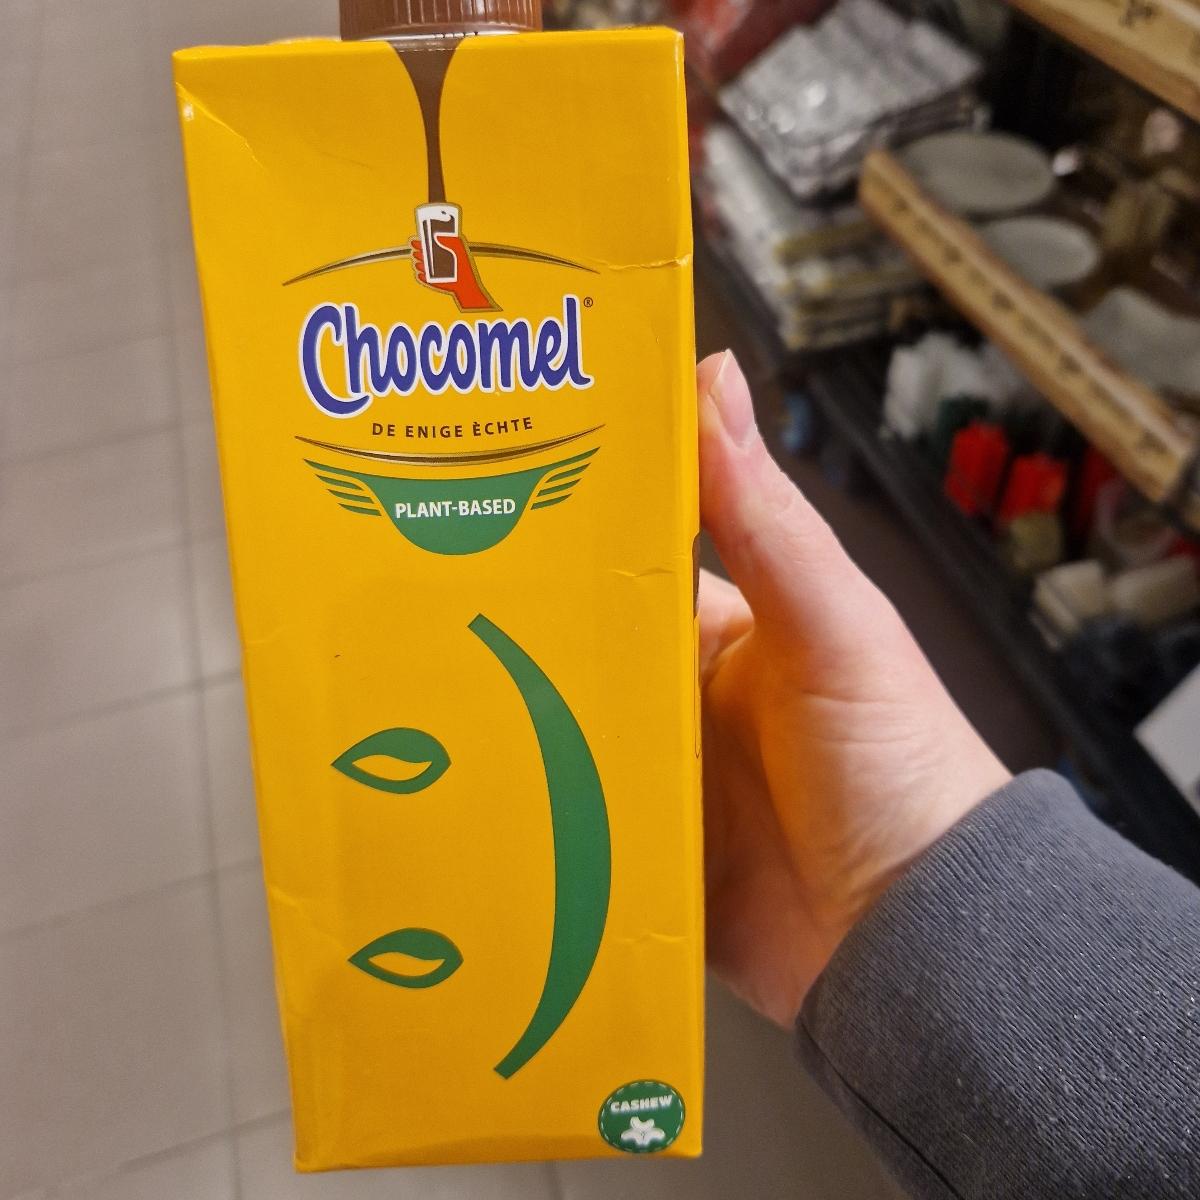 Chocomel®
DE ENIGE ÈCHTE
PLANT-BASED
CASHEW